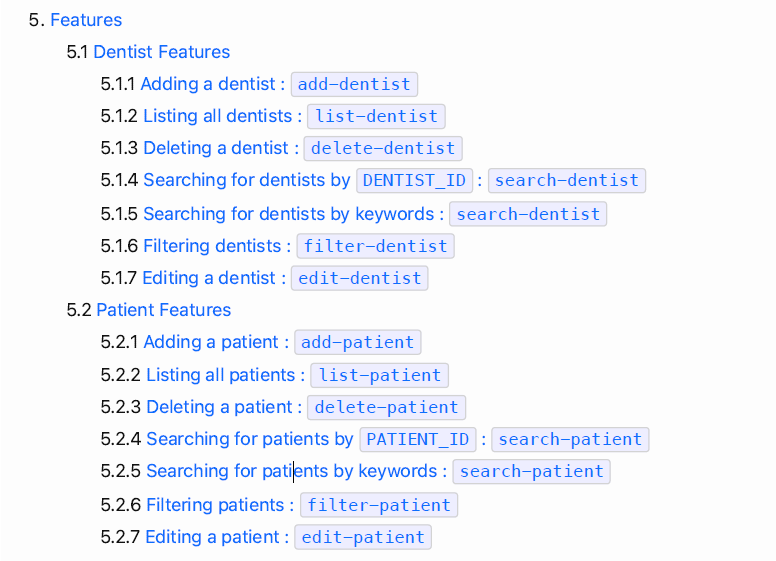 5. Features
5.1 Dentist Features
5.1.1 Adding a dentist : add-dentist
5.1.2 Listing all dentists : list-dentist
5.1.3 Deleting a dentist : delete-dentist
5.1.4 Searching for dentists by DENTIST_ID : search-dentist
5.1.5 Searching for dentists by keywords : search-dentist
5.1.6 Filtering dentists : filter-dentist
5.1.7 Editing a dentist : edit-dentist
5.2 Patient Features
5.2.1 Adding a patient : add-patient
5.2.2 Listing all patients : list-patient
5.2.3 Deleting a patient : delete-patient
5.2.4 Searching for patients by PATIENT_ID : search-patient
5.2.5 Searching for patients by keywords : search-patient
5.2.6 Filtering patients : filter-patient
5.2.7 Editing a patient : edit-patient